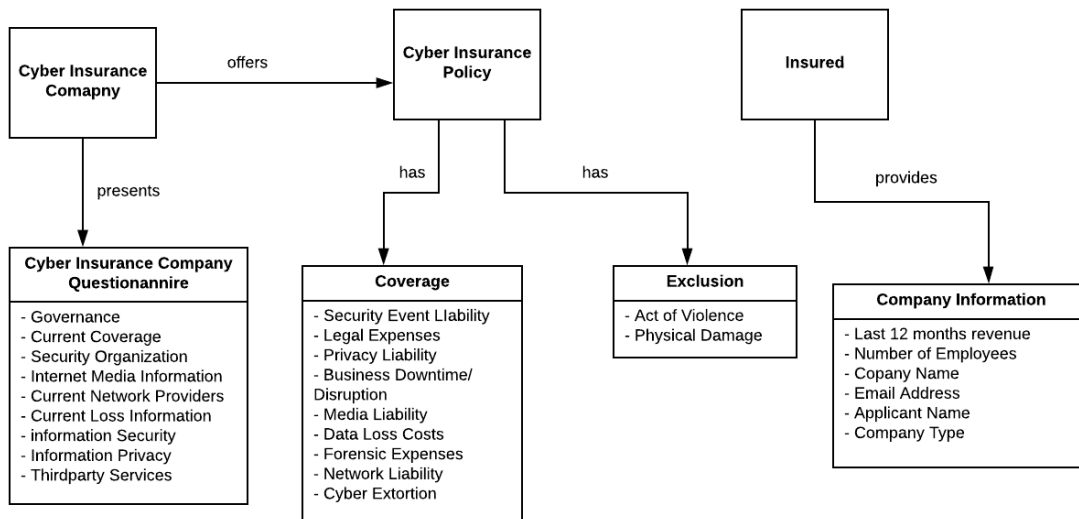 Cyber Insurance
Comapny
offers
Cyber Insurance
Policy
Insured
presents
has
has
provides
Cyber Insurance Company
Questionannire
- Governance
- Current Coverage
- Security Organization
- Internet Media Information
- Current Network Providers
- Current Loss Information
- information Security
- Information Privacy
- Thirdparty Services
Coverage
- Security Event LIability
- Legal Expenses
- Privacy Liability
- Business Downtime/
Disruption
- Media Liability
- Data Loss Costs
- Forensic Expenses
- Network Liability
- Cyber Extortion
Exclusion
- Act of Violence
- Physical Damage
Company Information
- Last 12 months revenue
- Number of Employees
- Copany Name
- Email Address
- Applicant Name
- Company Type